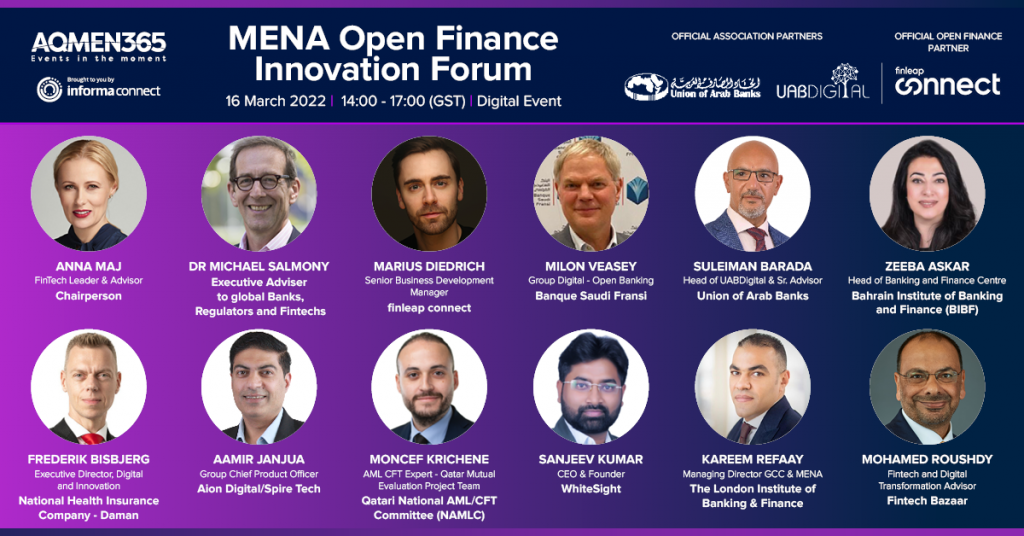 AQMEN365
Events in the moment
Brought to you by
informa connect
MENA Open Finance
Innovation Forum
16 March 2022 | 14:00 - 17:00 (GST) | Digital Event
OFFICIAL ASSOCIATION PARTNERS
اتحاد المصارف العربية
Union of Arab Banks
UABDIGITAL
OFFICIAL OPEN FINANCE
PARTNER
finleap
connect
ANNA MAJ
FinTech Leader & Advisor
Chairperson
DR MICHAEL SALMONY
Executive Adviser
to global Banks,
Regulators and Fintechs
MARIUS DIEDRICH
Senior Business Development
Manager
finleap connect
MILON VEASEY
Group Digital - Open Banking
Banque Saudi Fransi
SULEIMAN BARADA
Head of UABDigital & Sr. Advisor
Union of Arab Banks
ZEEBA ASKAR
Head of Banking and Finance Centre
Bahrain Institute of Banking
and Finance (BIBF)
FREDERIK BISBJERG
Executive Director, Digital
and Innovation
National Health Insurance
Company - Daman
AAMIR JANJUA
Group Chief Product Officer
Aion Digital/Spire Tech
MONCEF KRICHENE
AML CFT Expert - Qatar Mutual
Evaluation Project Team
Qatari National AML/CFT
Committee (NAMLC)
SANJEEV KUMAR
CEO & Founder
WhiteSight
KAREEM REFAAY
Managing Director GCC & MENA
The London Institute of
Banking & Finance
MOHAMED ROUSHDY
Fintech and Digital
Transformation Advisor
Fintech Bazaar